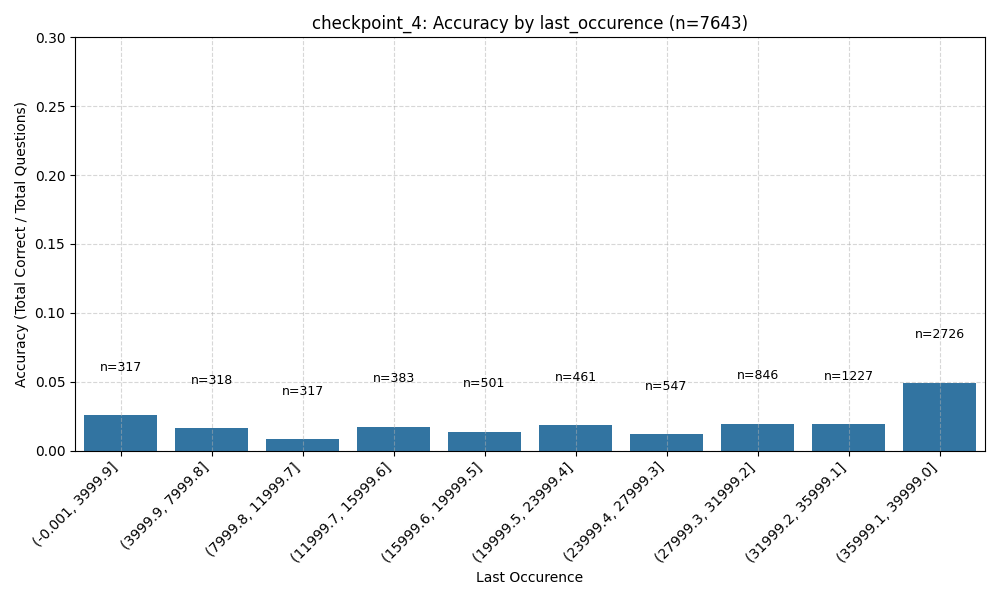 checkpoint_4: Accuracy by last_occurence (n=7643)
Accuracy (Total Correct / Total Questions)
0.30
0.25
0.20
0.15
0.10
0.05
0.00
n=317
n=318
n=317
n=383
n=501
n=461
n=547
n=846
n=1227
n=2726
(-0.001, 3999.9]
(3999.9, 7999.8]
(7999.8, 11999.7]
(11999.7, 15999.6]
(15999.6, 19999.5]
(19999.5, 23999.4]
(23999.4, 27999.3]
(27999.3, 31999.2]
(31999.2, 35999.1]
(35999.1, 39999.0]
Last Occurence